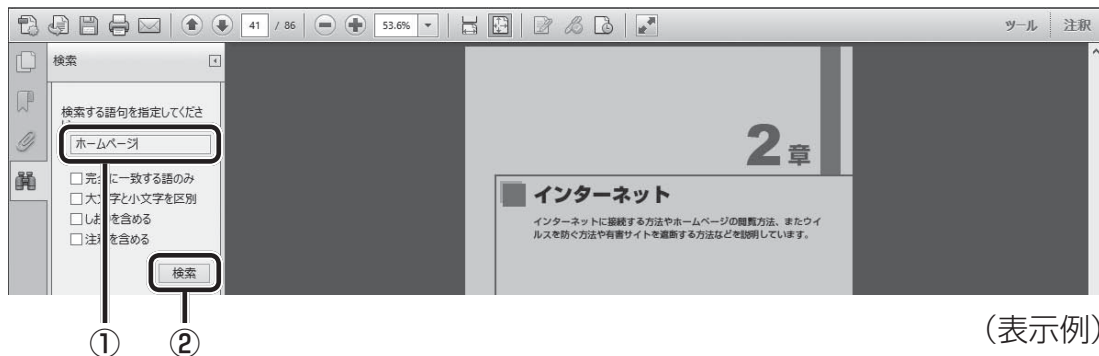 41 / 86
53.6%
ツール 注釈
検索
検索する語句を指定してくださ
ホームページ
完全に一致する語のみ
大文字と小文字を区別
しおりを含める
注釈を含める
検索
2章
インターネット
インターネットに接続する方法やホームページの閲覧方法、またウイ
ルスを防ぐ方法や有害サイトを遮断する方法などを説明しています。
① ②
(表示例)